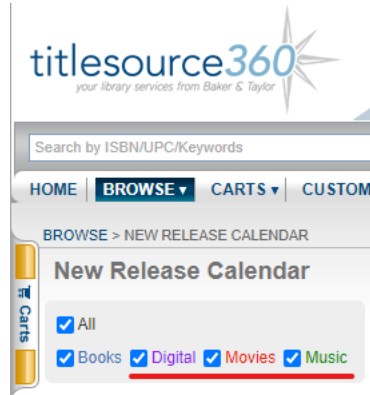 titlesource360
your library services from Baker & Taylor
Search by ISBN/UPC/Keywords
HOME BROWSE CARTS CUSTOM
BROWSE > NEW RELEASE CALENDAR
New Release Calendar
Carts
All
Books Digital Movies Music